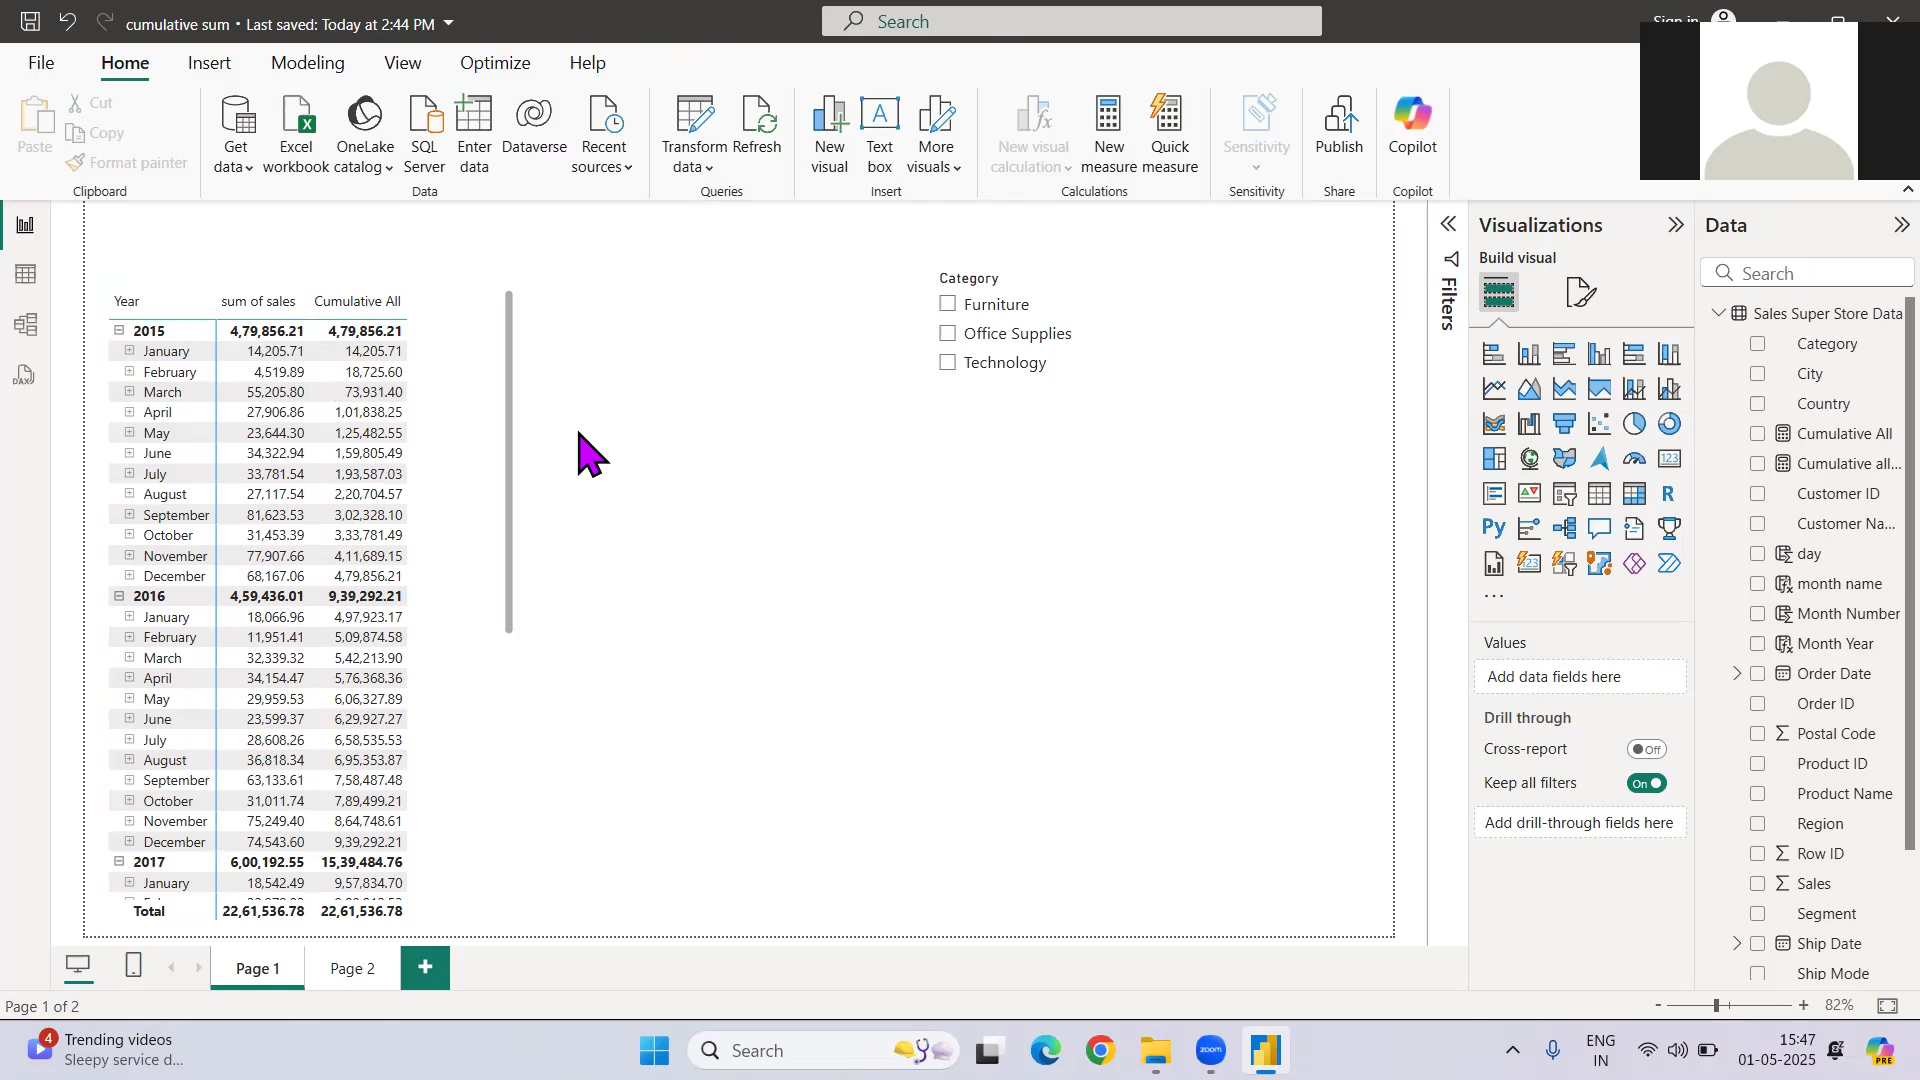 cumulative sum • Last saved: Today at 2:44 PM
Search
File
Home
Insert
Modeling
View
Optimize
Help
Paste
Cut
Copy
Format painter
Clipboard
Get data
Excel workbook
OneLake catalog
SQL Server
Enter data
Dataverse
Recent sources
Data
Transform data
Refresh
Queries
New visual
Text box
More visuals
Insert
New visual calculation
New measure
Quick measure
Calculations
Sensitivity
Sensitivity
Publish
Share
Copilot
Copilot
Year sum of sales Cumulative All
2015 4,79,856.21 4,79,856.21
January 14,205.71 14,205.71
February 4,519.89 18,725.60
March 55,205.80 73,931.40
April 27,906.86 1,01,838.25
May 23,644.30 1,25,482.55
June 34,322.94 1,59,805.49
July 33,781.54 1,93,587.03
August 27,117.54 2,20,704.57
September 81,623.53 3,02,328.10
October 31,453.39 3,33,781.49
November 77,907.66 4,11,689.15
December 68,167.06 4,79,856.21
2016 4,59,436.01 9,39,292.21
January 18,066.96 4,97,923.17
February 11,951.41 5,09,874.58
March 32,339.32 5,42,213.90
April 34,154.47 5,76,368.36
May 29,959.53 6,06,327.89
June 23,599.37 6,29,927.27
July 28,608.26 6,58,535.53
August 36,818.34 6,95,353.87
September 63,133.61 7,58,487.48
October 31,011.74 7,89,499.21
November 75,249.40 8,64,748.61
December 74,543.60 9,39,292.21
2017 6,00,192.55 15,39,484.76
January 18,542.49 9,57,834.70
Total 22,61,536.78 22,61,536.78
Category
Furniture
Office Supplies
Technology
Filters
Visualizations
Build visual
123
R
Py
123
...
Values
Add data fields here
Drill through
Cross-report Off
Keep all filters On
Add drill-through fields here
Data
Search
Sales Super Store Data
Category
City
Country
Cumulative All
Cumulative all...
Customer ID
Customer Na...
day
month name
Month Number
Month Year
Order Date
Order ID
Postal Code
Product ID
Product Name
Region
Row ID
Sales
Segment
Ship Date
Ship Mode
Page 1
Page 2
+
Page 1 of 2
- + 82%
4
Trending videos
Sleepy service d...
Search
zoom
ENG
IN
15:47
01-05-2025
PRE